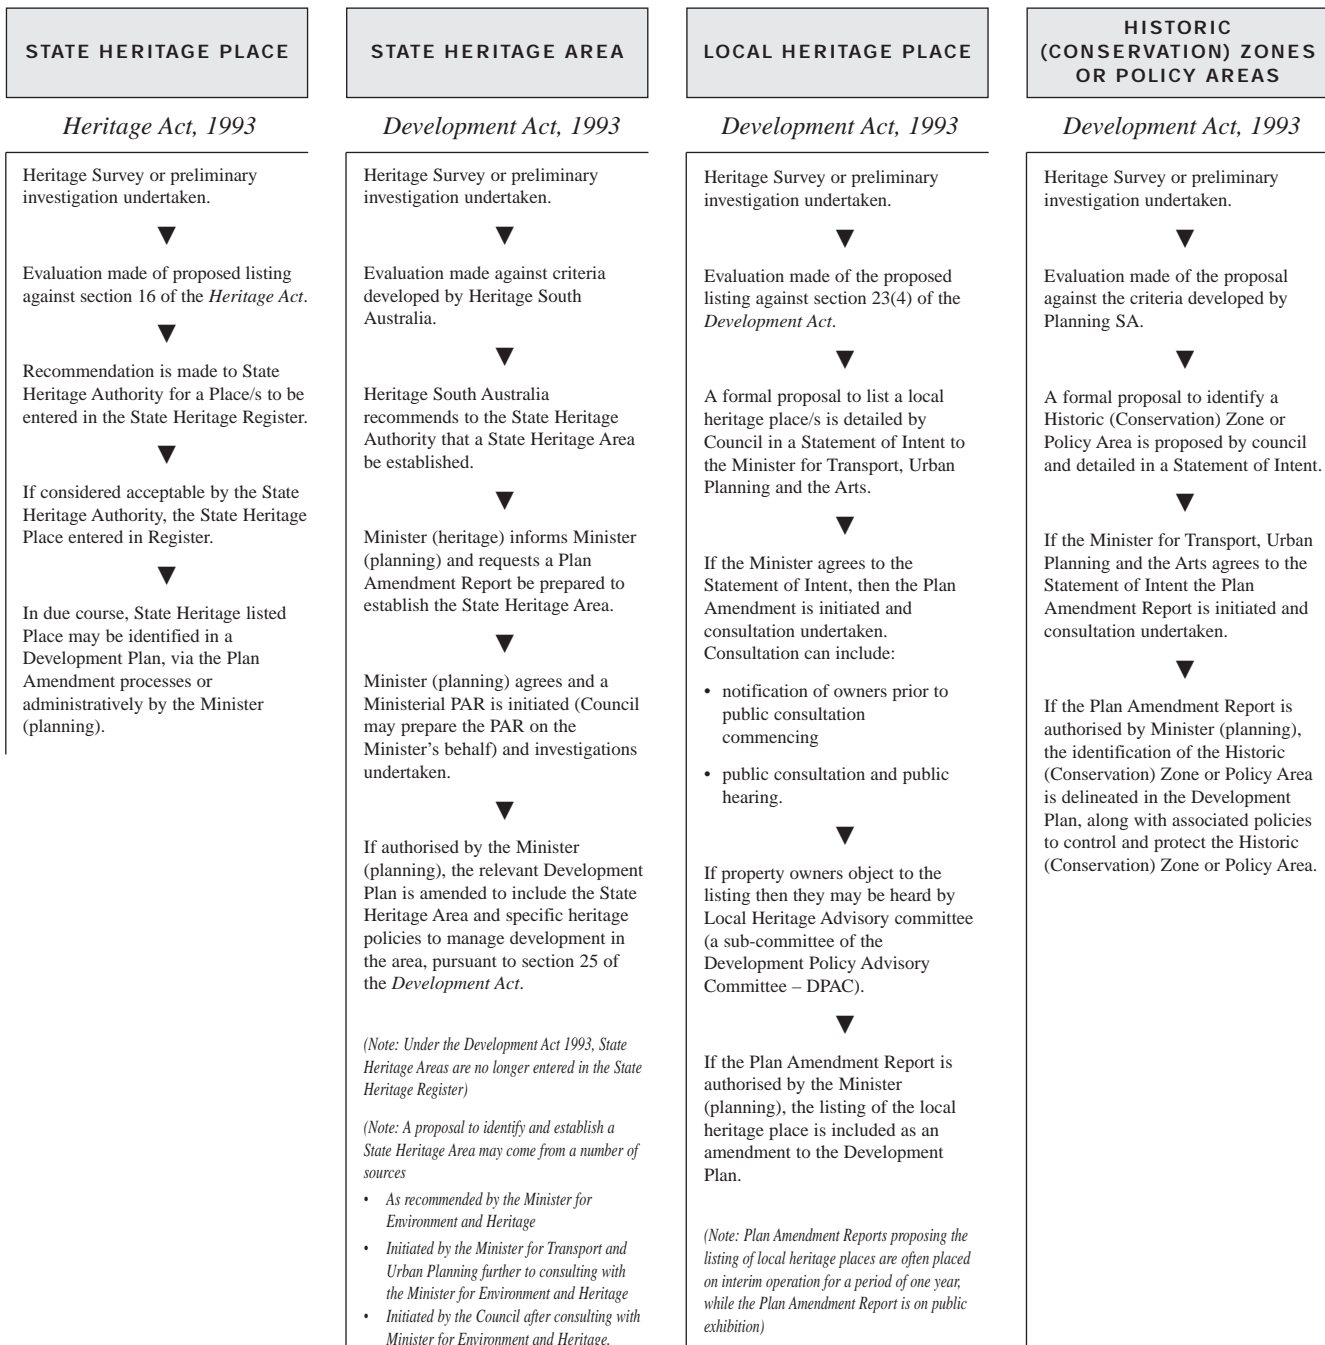 STATE HERITAGE PLACE
Heritage Act, 1993
Heritage Survey or preliminary
investigation undertaken.
▼
Evaluation made of proposed listing
against section 16 of the Heritage Act.
▼
Recommendation is made to State
Heritage Authority for a Place/s to be
entered in the State Heritage Register.
▼
If considered acceptable by the State
Heritage Authority, the State Heritage
Place entered in Register.
▼
In due course, State Heritage listed
Place may be identified in a
Development Plan, via the Plan
Amendment processes or
administratively by the Minister
(planning).
STATE HERITAGE AREA
Development Act, 1993
Heritage Survey or preliminary
investigation undertaken.
▼
Evaluation made against criteria
developed by Heritage South
Australia.
▼
Heritage South Australia
recommends to the State Heritage
Authority that a State Heritage Area
be established.
▼
Minister (heritage) informs Minister
(planning) and requests a Plan
Amendment Report be prepared to
establish the State Heritage Area.
▼
Minister (planning) agrees and a
Ministerial PAR is initiated (Council
may prepare the PAR on the
Minister's behalf) and investigations
undertaken.
▼
If authorised by the Minister
(planning), the relevant Development
Plan is amended to include the State
Heritage Area and specific heritage
policies to manage development in
the area, pursuant to section 25 of
the Development Act.
(Note: Under the Development Act 1993, State
Heritage Areas are no longer entered in the State
Heritage Register)
(Note: A proposal to identify and establish a
State Heritage Area may come from a number of
sources
• As recommended by the Minister for
Environment and Heritage
• Initiated by the Minister for Transport and
Urban Planning further to consulting with
the Minister for Environment and Heritage
• Initiated by the Council after consulting with
Minister for Environment and Heritage.
LOCAL HERITAGE PLACE
Development Act, 1993
Heritage Survey or preliminary
investigation undertaken.
▼
Evaluation made of the proposed
listing against section 23(4) of the
Development Act.
▼
A formal proposal to list a local
heritage place/s is detailed by
Council in a Statement of Intent to
the Minister for Transport, Urban
Planning and the Arts.
▼
If the Minister agrees to the
Statement of Intent, then the Plan
Amendment is initiated and
consultation undertaken.
Consultation can include:
• notification of owners prior to
public consultation
commencing
• public consultation and public
hearing.
▼
If property owners object to the
listing then they may be heard by
Local Heritage Advisory committee
(a sub-committee of the
Development Policy Advisory
Committee – DPAC).
▼
If the Plan Amendment Report is
authorised by the Minister
(planning), the listing of the local
heritage place is included as an
amendment to the Development
Plan.
(Note: Plan Amendment Reports proposing the
listing of local heritage places are often placed
on interim operation for a period of one year,
while the Plan Amendment Report is on public
exhibition)
HISTORIC
(CONSERVATION) ZONES
OR POLICY AREAS
Development Act, 1993
Heritage Survey or preliminary
investigation undertaken.
▼
Evaluation made of the proposal
against the criteria developed by
Planning SA.
▼
A formal proposal to identify a
Historic (Conservation) Zone or
Policy Area is proposed by council
and detailed in a Statement of Intent.
▼
If the Minister for Transport, Urban
Planning and the Arts agrees to the
Statement of Intent the Plan
Amendment Report is initiated and
consultation undertaken.
▼
If the Plan Amendment Report is
authorised by Minister (planning),
the identification of the Historic
(Conservation) Zone or Policy Area
is delineated in the Development
Plan, along with associated policies
to control and protect the Historic
(Conservation) Zone or Policy Area.